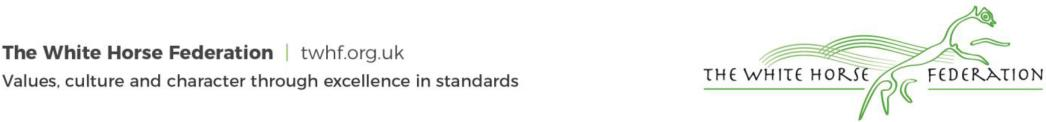 The White Horse Federation | twhf.org.uk
Values, culture and character through excellence in standards
THE WHITE HORSE FEDERATION